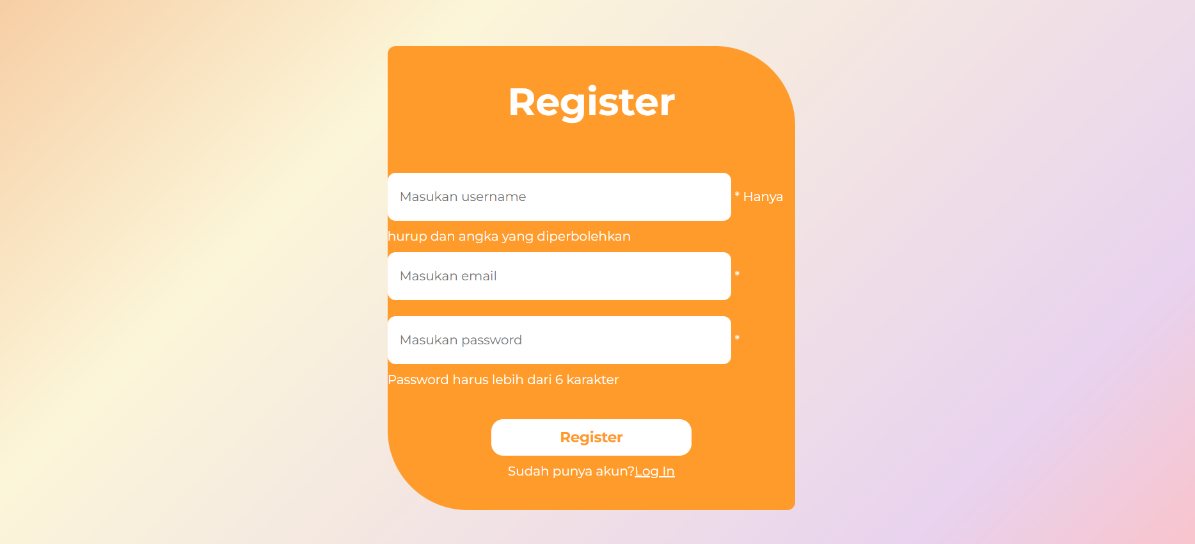 Register
Masukan username * Hanya
hurup dan angka yang diperbolehkan
Masukan email *
Masukan password *
Password harus lebih dari 6 karakter
Register
Sudah punya akun?Log In